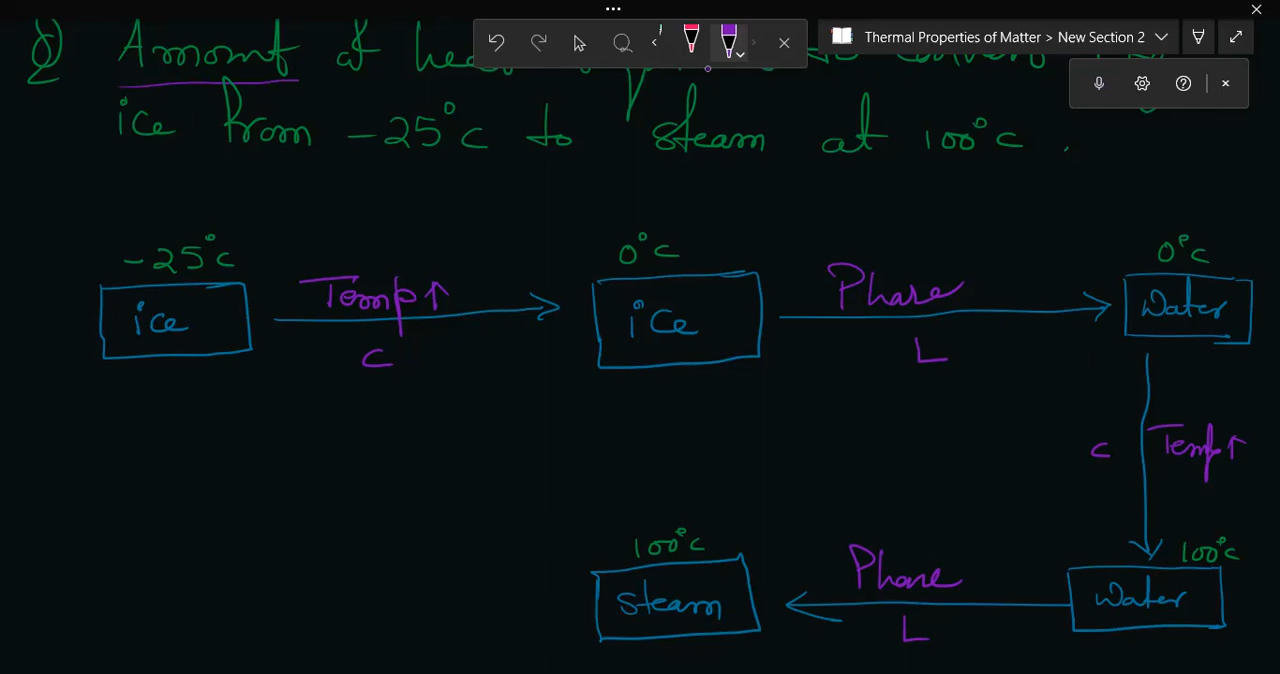 Thermal Properties of Matter > New Section 2
Q) Amount of
ice from -25°C to steam at 100°C.
-25°C
0°C
0°C
ice
Temp↑
ice
Phase
Water
C
L
C
Temp↑
100°C
Phase
100°C
Steam
Water
L